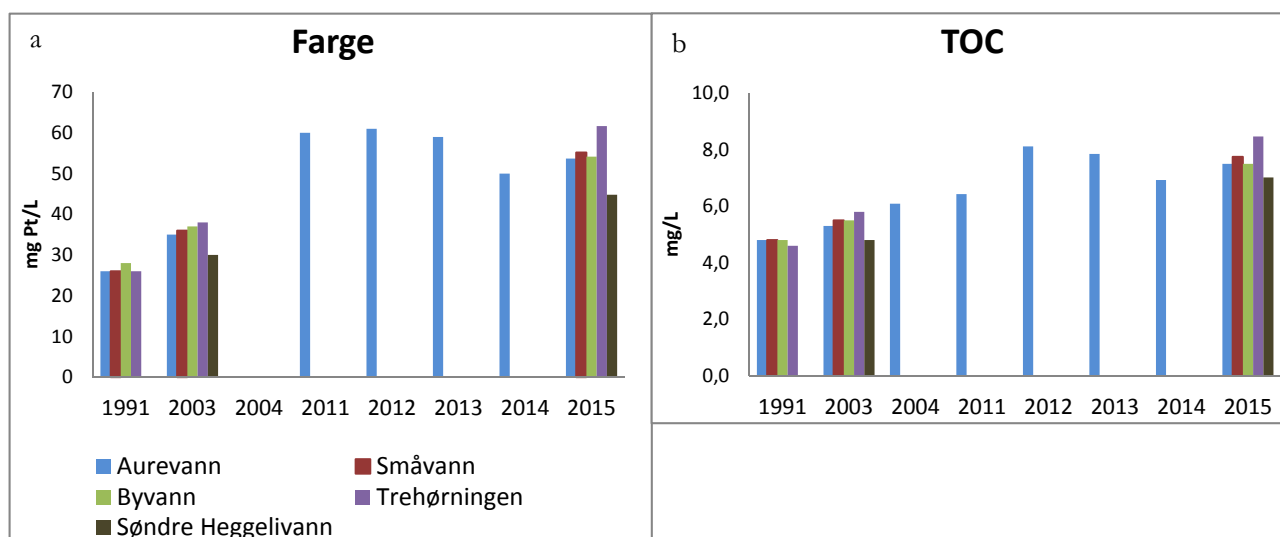 a
Farge
mg Pt/L
70
60
50
40
30
20
10
0
1991 2003 2004 2011 2012 2013 2014 2015
Aurevann Småvann
Byvann Trehørningen
Søndre Heggelivann
b
TOC
mg/L
10,0
8,0
6,0
4,0
2,0
0,0
1991 2003 2004 2011 2012 2013 2014 2015